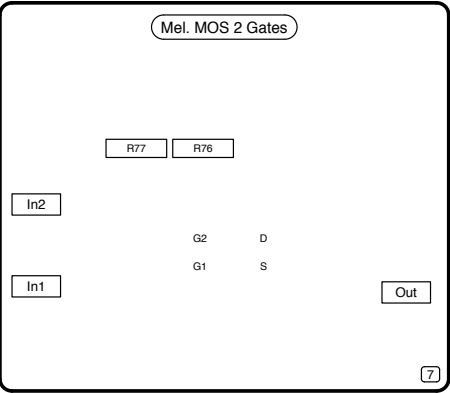 Mel. MOS 2 Gates
R77 R76
In2
G2 D
G1 S
In1
Out
7